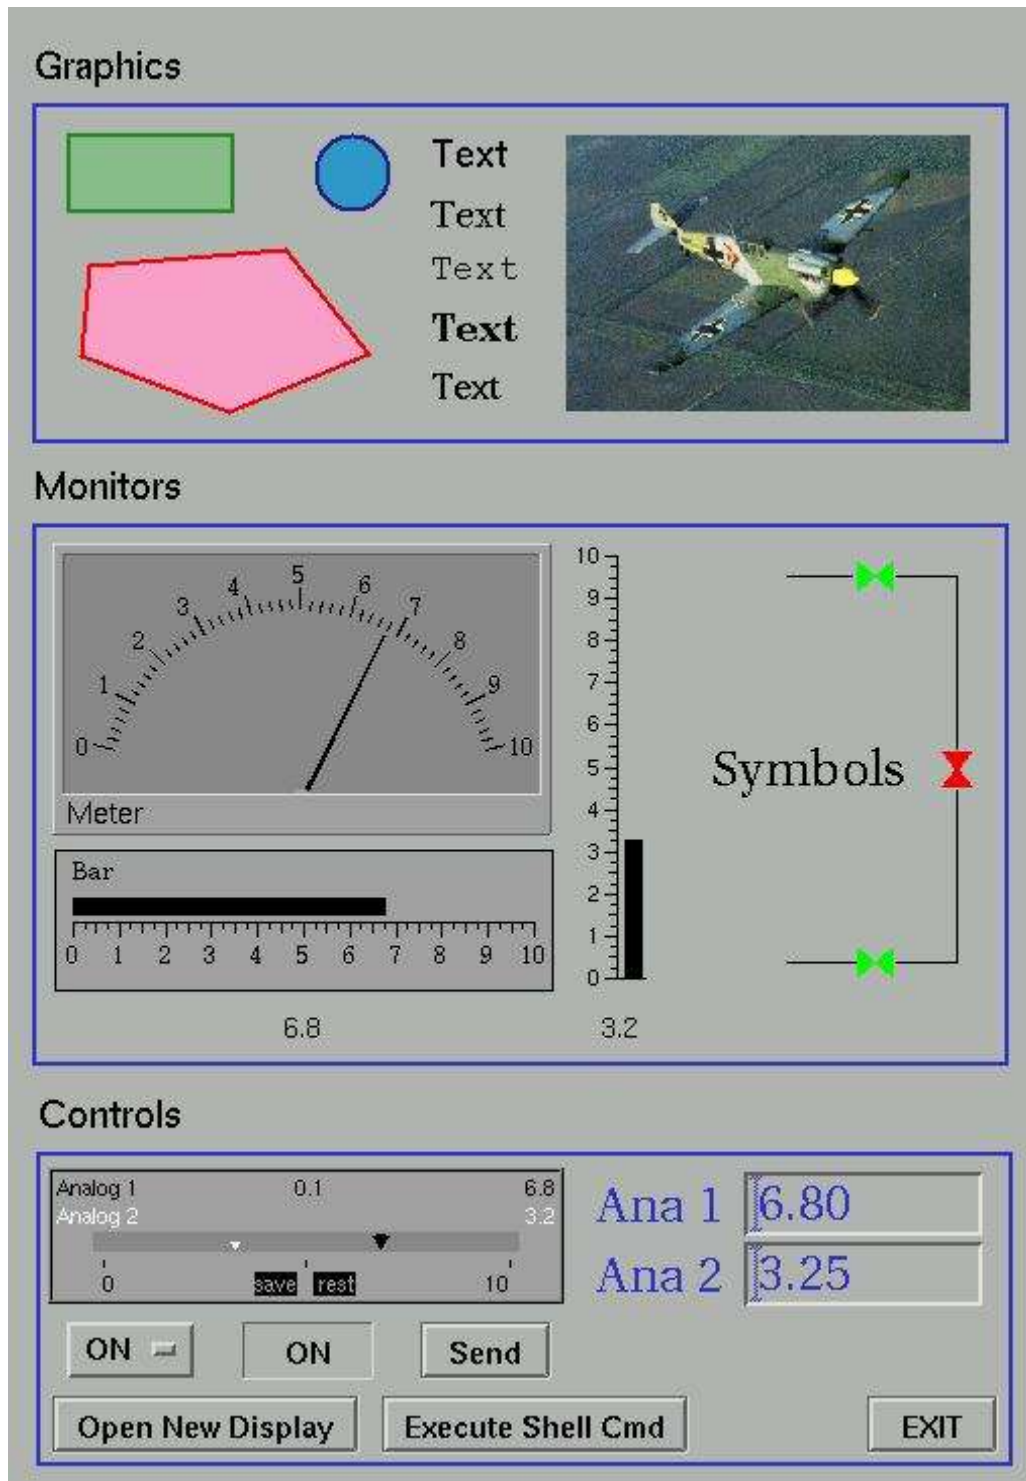 Graphics
Text
Text
Text
Text
Text
Monitors
0 1 2 3 4 5 6 7 8 9 10
Meter
Bar
0 1 2 3 4 5 6 7 8 9 10
6.8
10
9
8
7
6
5
4
3
2
1
0
3.2
Symbols
Controls
Analog 1 0.1 6.8
Analog 2 3.2
0 save rest 10
Ana 1 6.80
Ana 2 3.25
ON ON Send
Open New Display Execute Shell Cmd EXIT